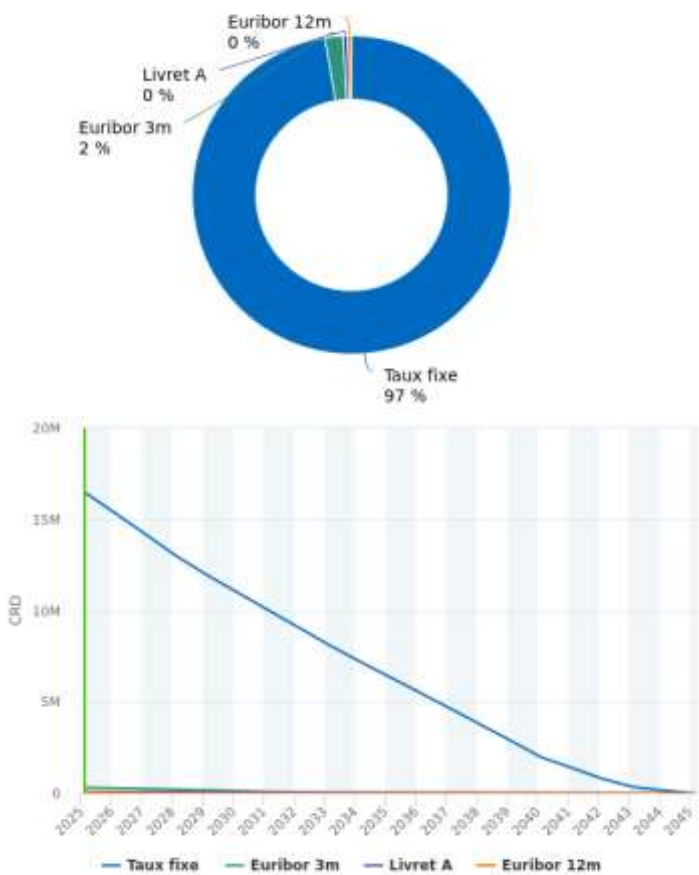 Euribor 12m
0 %
Livret A
0 %
Euribor 3m
2 %
Taux fixe
97 %
20M
15M
10M
5M
0
CRD
2025 2026 2027 2028 2029 2030 2031 2032 2033 2034 2035 2036 2037 2038 2039 2040 2041 2042 2043 2044 2045
Taux fixe Euribor 3m Livret A Euribor 12m